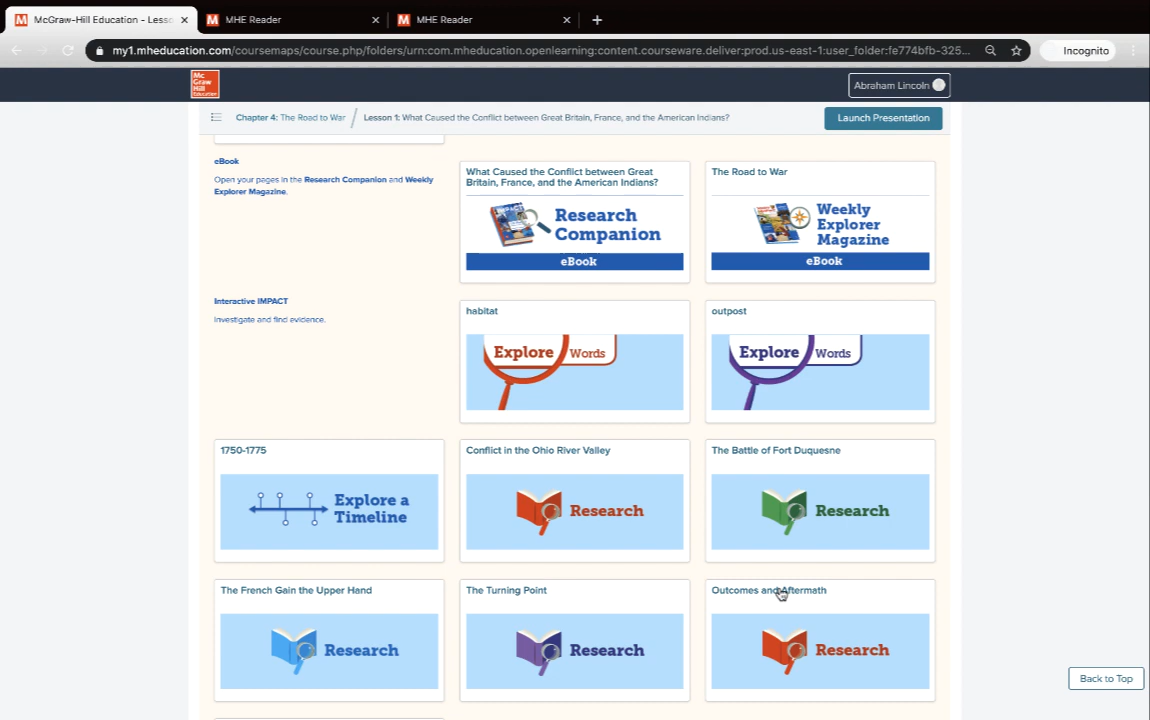 McGraw-Hill Education - Lesso
MHE Reader
MHE Reader
my1.mheducation.com/coursemaps/course.php/folders/urn:com.mheducation.openlearning:content.courseware.deliver:prod.us-east-1:user_folder:fe774bfb-325...
Incognito
Mc
Graw
Hill
Education
Abraham Lincoln
Chapter 4: The Road to War
Lesson 1: What Caused the Conflict between Great Britain, France, and the American Indians?
Launch Presentation
eBook
Open your pages in the Research Companion and Weekly
Explorer Magazine.
What Caused the Conflict between Great
Britain, France, and the American Indians?
Research
Companion
eBook
The Road to War
Weekly
Explorer
Magazine
eBook
Interactive IMPACT
Investigate and find evidence.
habitat
Explore Words
outpost
Explore Words
1750-1775
Explore a
Timeline
Conflict in the Ohio River Valley
Research
The Battle of Fort Duquesne
Research
The French Gain the Upper Hand
Research
The Turning Point
Research
Outcomes and Aftermath
Research
Back to Top